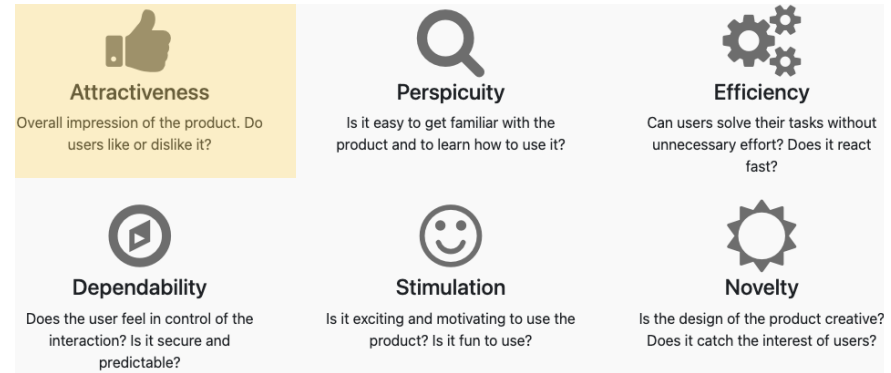 Attractiveness
Overall impression of the product. Do
users like or dislike it?
Perspicuity
Is it easy to get familiar with the
product and to learn how to use it?
Efficiency
Can users solve their tasks without
unnecessary effort? Does it react
fast?
Dependability
Does the user feel in control of the
interaction? Is it secure and
predictable?
Stimulation
Is it exciting and motivating to use the
product? Is it fun to use?
Novelty
Is the design of the product creative?
Does it catch the interest of users?